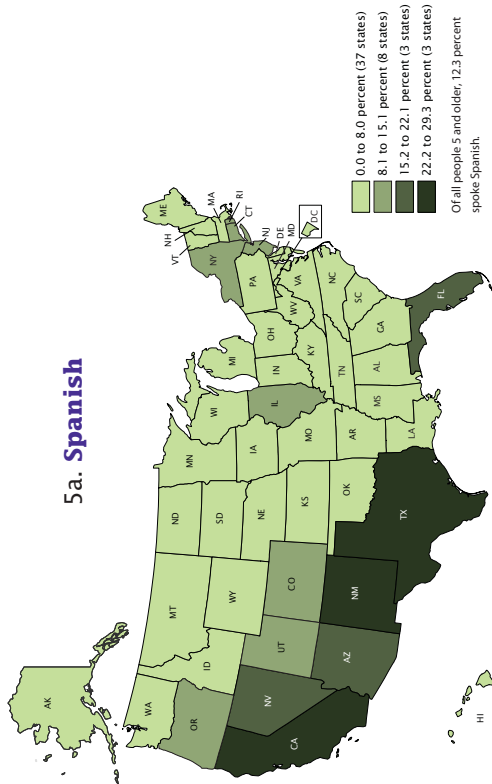 5a. Spanish
AK
WA
OR
CA
NV
ID
MT
WY
UT
AZ
CO
NM
ND
SD
NE
KS
OK
TX
MN
IA
MO
AR
LA
WI
IL
MI
IN
OH
KY
TN
MS
AL
GA
FL
SC
NC
VA
WV
PA
NY
VT
NH
ME
MA
RI
CT
NJ
DE
MD
DC
HI
0.0 to 8.0 percent (37 states)
8.1 to 15.1 percent (8 states)
15.2 to 22.1 percent (3 states)
22.2 to 29.3 percent (3 states)
Of all people 5 and older, 12.3 percent
spoke Spanish.